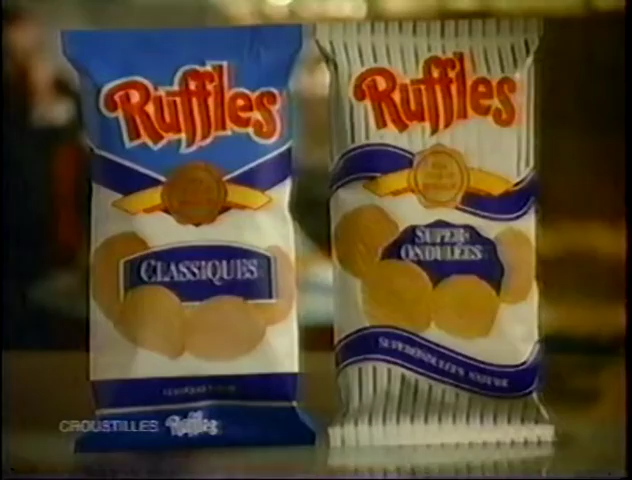 Ruffles
CLASSIQUES
Ruffles
SUPER-
ONDULÉES
CROUSTILLES Ruffles